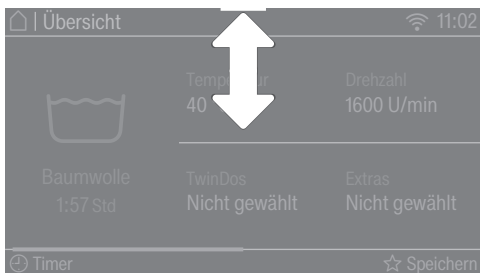 | Übersicht 11:02
Temperatur Drehzahl
40 1600 U/min
Baumwolle
1:57 Std
TwinDos Extras
Nicht gewählt Nicht gewählt
Timer Speichern